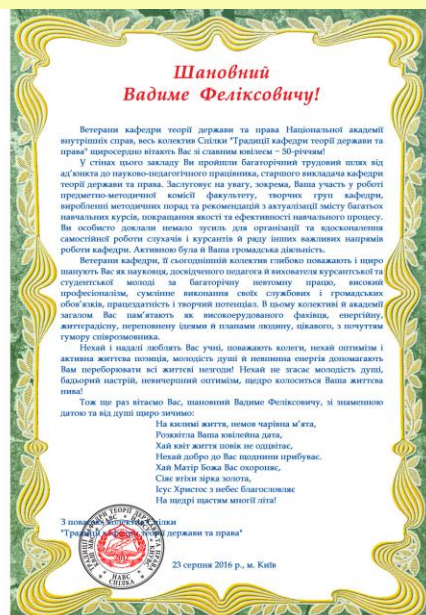 Шановний
Вадиме Феліксовичу!
Ветерани кафедри теорії держави та права Національної академії
внутрішніх справ, весь колектив Спілки "Традиції кафедри теорії держави та
права" щиросердно вітають Вас зі славним ювілеєм – 50-річчям!
У стінах цього закладу Ви пройшли багаторічний трудовий шлях від
ад'юнкта до науково-педагогічного працівника, старшого викладача кафедри
теорії держави та права. Заслуговує на увагу, зокрема, Ваша участь у роботі
предметно-методичної комісії факультету, творчих груп кафедри,
виробленні методичних порад та рекомендацій з актуалізації змісту багатьох
навчальних курсів, покращання якості та ефективності навчального процесу.
Ви особисто доклали немало зусиль для організації та вдосконалення
самостійної роботи слухачів і курсантів й ряду інших важливих напрямів
роботи кафедри. Активною була й Ваша громадська діяльність.
Ветерани кафедри, її сьогоднішній колектив глибоко поважають і щиро
шанують Вас як науковця, досвідченого педагога й вихователя курсантської та
студентської молоді за багаторічну невтомну працю, високий
професіоналізм, сумлінне виконання своїх службових і громадських
обов'язків, працездатність і творчий потенціал. В цьому колективі й академії
загалом Вас пам'ятають як високоерудованого фахівця, енергійну,
життєрадісну, переповнену ідеями й планами людину, цікавого, з почуттям
гумору співрозмовника.
Нехай і надалі люблять Вас учні, поважають колеги, нехай оптимізм і
активна життєва позиція, молодість душі й невпинна енергія допомагають
Вам переборювати всі життєві незгоди! Нехай не згасає молодість душі,
бадьорий настрій, невичерпний оптимізм, щедро колоситься Ваша життєва
нива!
Тож ще раз вітаємо Вас, шановний Вадиме Феліксовичу, зі знаменною
датою та від душі щиро зичимо:
На килимі життя, немов чарівна м'ята,
Розквітла Ваша ювілейна дата,
Хай квіт життя повік не одцвітає,
Нехай добро до Вас щоднини прибуває.
Хай Матір Божа Вас охороняє,
Сіяє втіхи зірка золота,
Ісус Христос з небес благословляє
На щедрі щастям многії літа!
З повагою колектив Спілки
"Традиції кафедри теорії держави та права"
НАВС
СПІЛКА
23 серпня 2016 р., м. Київ